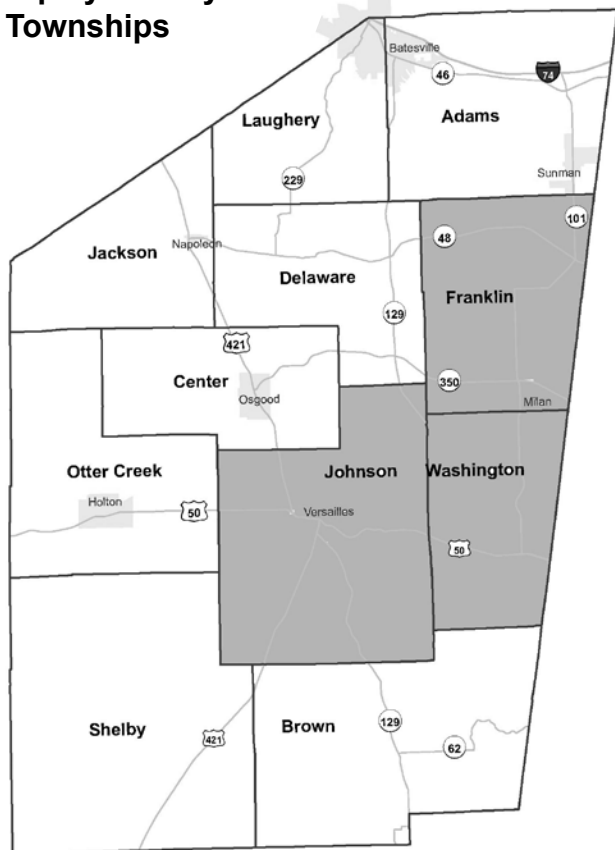 Townships
Batesville
46
74
Laughery
Adams
Sunman
229
101
Napoleon
48
Jackson
Delaware
Franklin
129
421
Center
350
Osgood
Milan
Otter Creek
Johnson
Washington
Holton
50
Versailles
50
Shelby
421
Brown
129
62